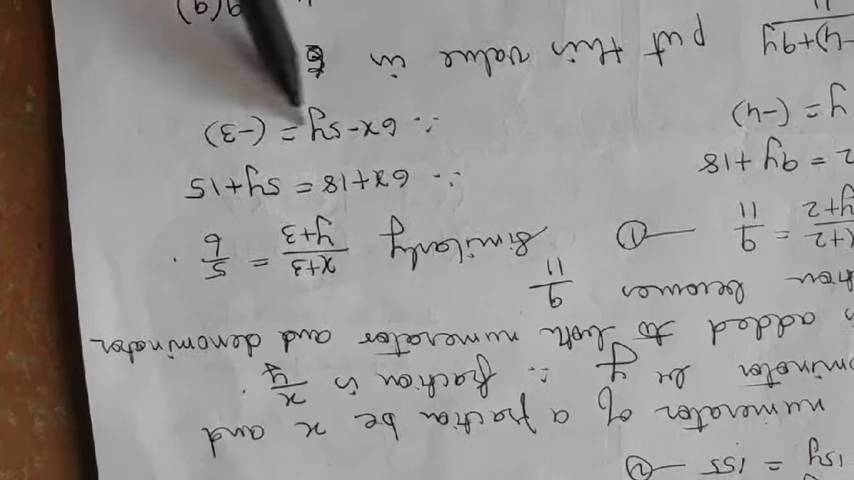 15y = 155 — ②
numerator of a fraction be x and
ominator be y ∴ fraction is x/y.
added to both numerator and denominator
becomes 9/11
x+2/y+2 = 9/11 — ① Similarly x+3/y+3 = 5/6.
2 = 9y+18 ∴ 6x+18 = 5y+15
y = (-4) ∴ 6x-5y = (-3)
-4)+9y/11 put this value in